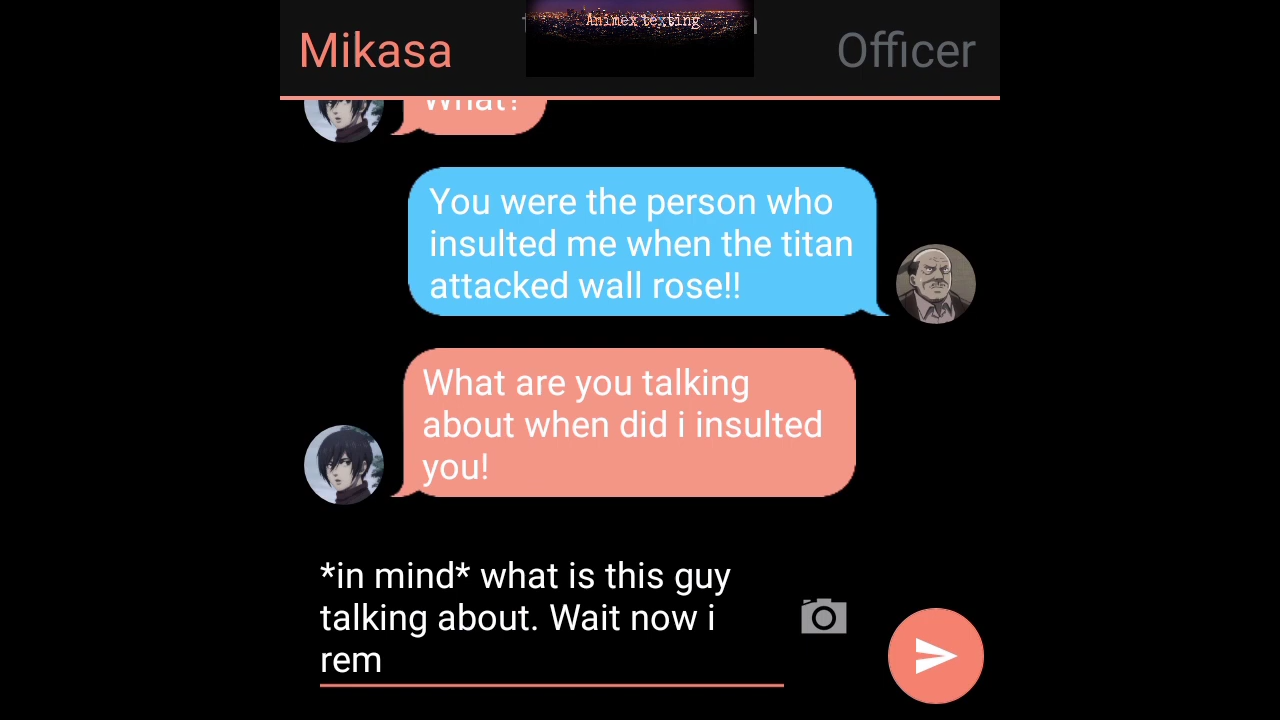 Animex texting
Mikasa
Officer
What?
You were the person who
insulted me when the titan
attacked wall rose!!
What are you talking
about when did i insulted
you!
*in mind* what is this guy
talking about. Wait now i
rem